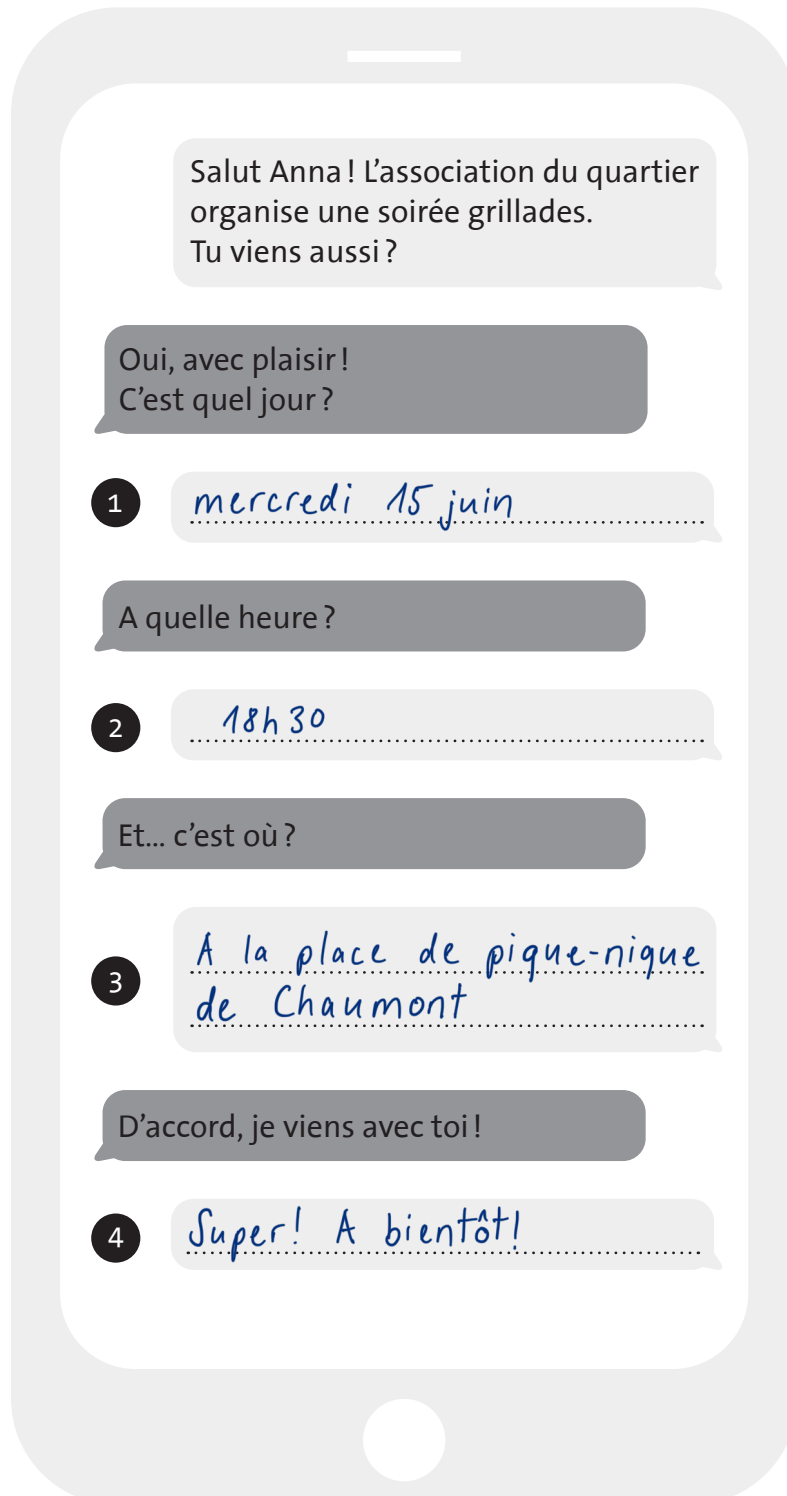 Salut Anna! L'association du quartier
organise une soirée grillades.
Tu viens aussi?
Oui, avec plaisir!
C'est quel jour?
1 mercredi 15 juin
A quelle heure?
2 18h30
Et... c'est où?
3 A la place de pique-nique
de Chaumont
D'accord, je viens avec toi!
4 Super! A bientôt!